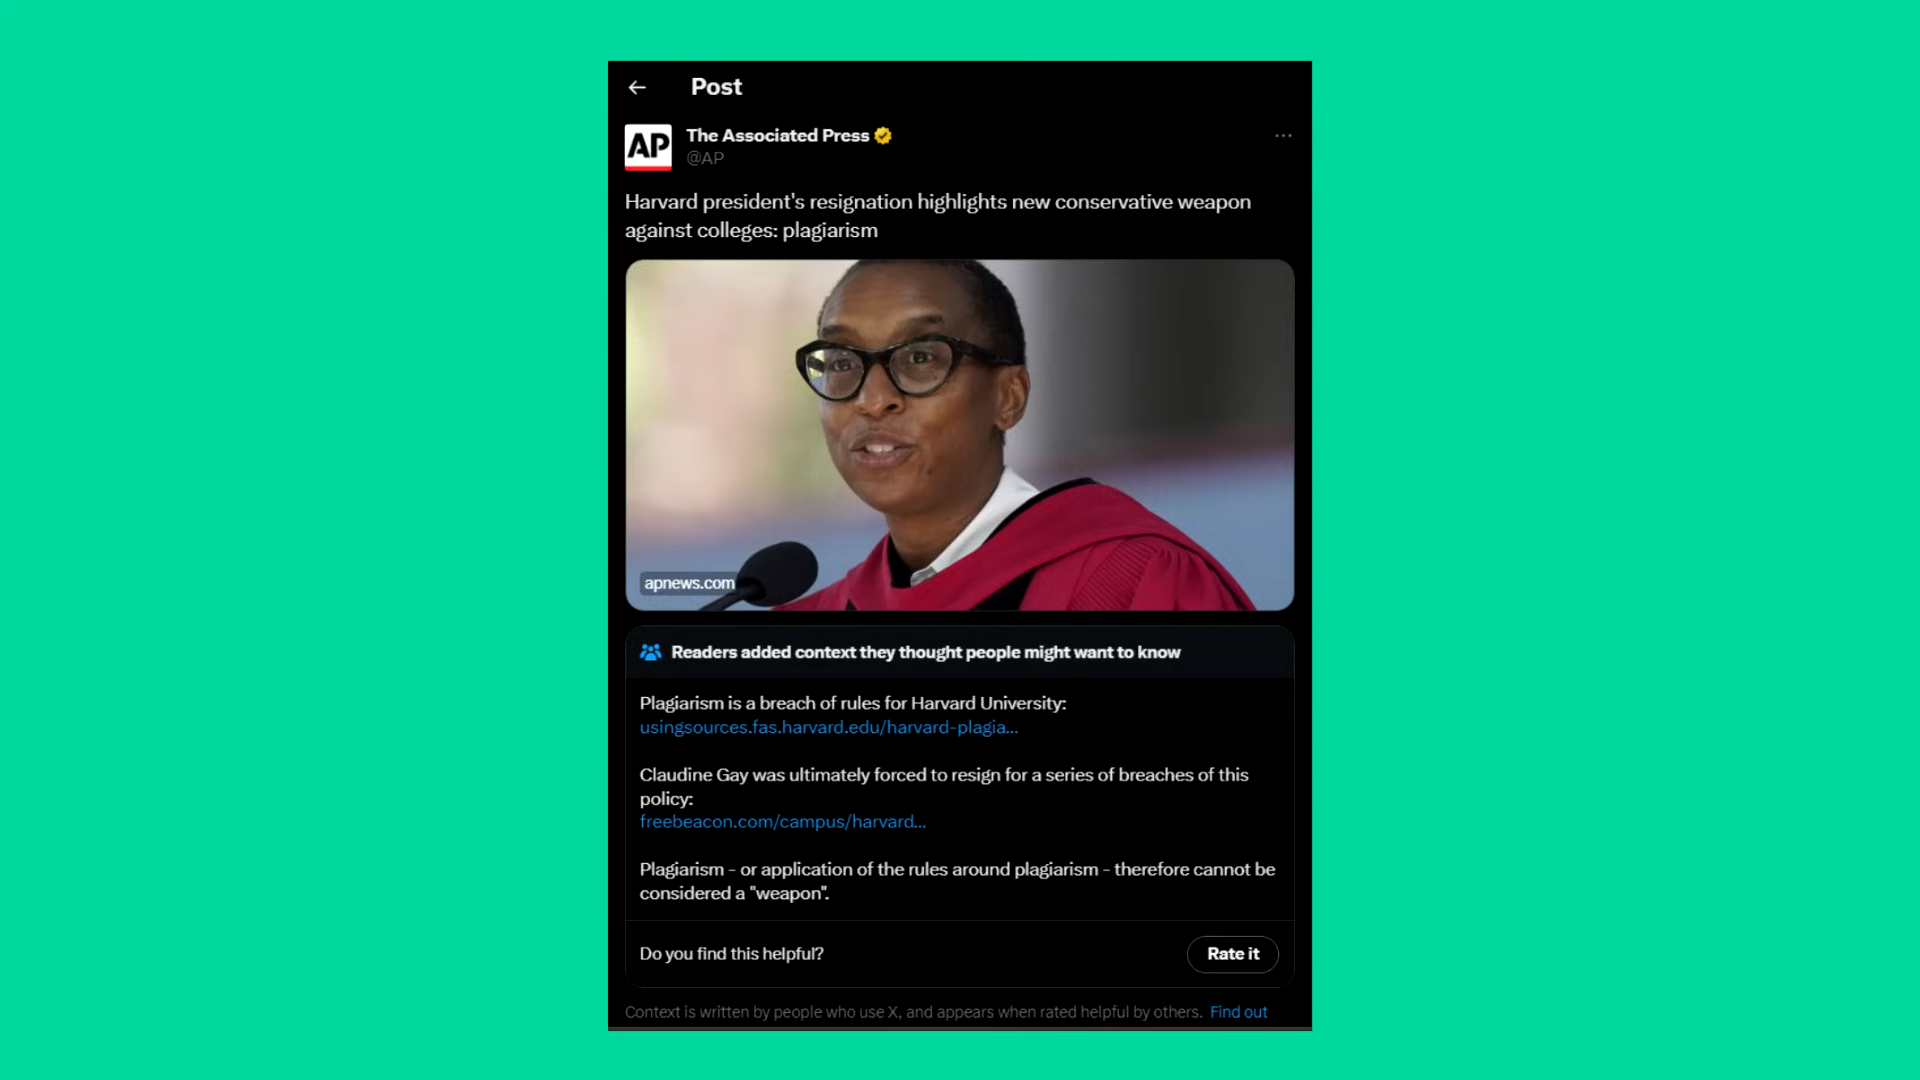 Post
AP
The Associated Press
@AP
Harvard president's resignation highlights new conservative weapon
against colleges: plagiarism
apnews.com
Readers added context they thought people might want to know
Plagiarism is a breach of rules for Harvard University:
usingsources.fas.harvard.edu/harvard-plagia...
Claudine Gay was ultimately forced to resign for a series of breaches of this
policy:
freebeacon.com/campus/harvard...
Plagiarism - or application of the rules around plagiarism - therefore cannot be
considered a "weapon".
Do you find this helpful?
Rate it
Context is written by people who use X, and appears when rated helpful by others. Find out